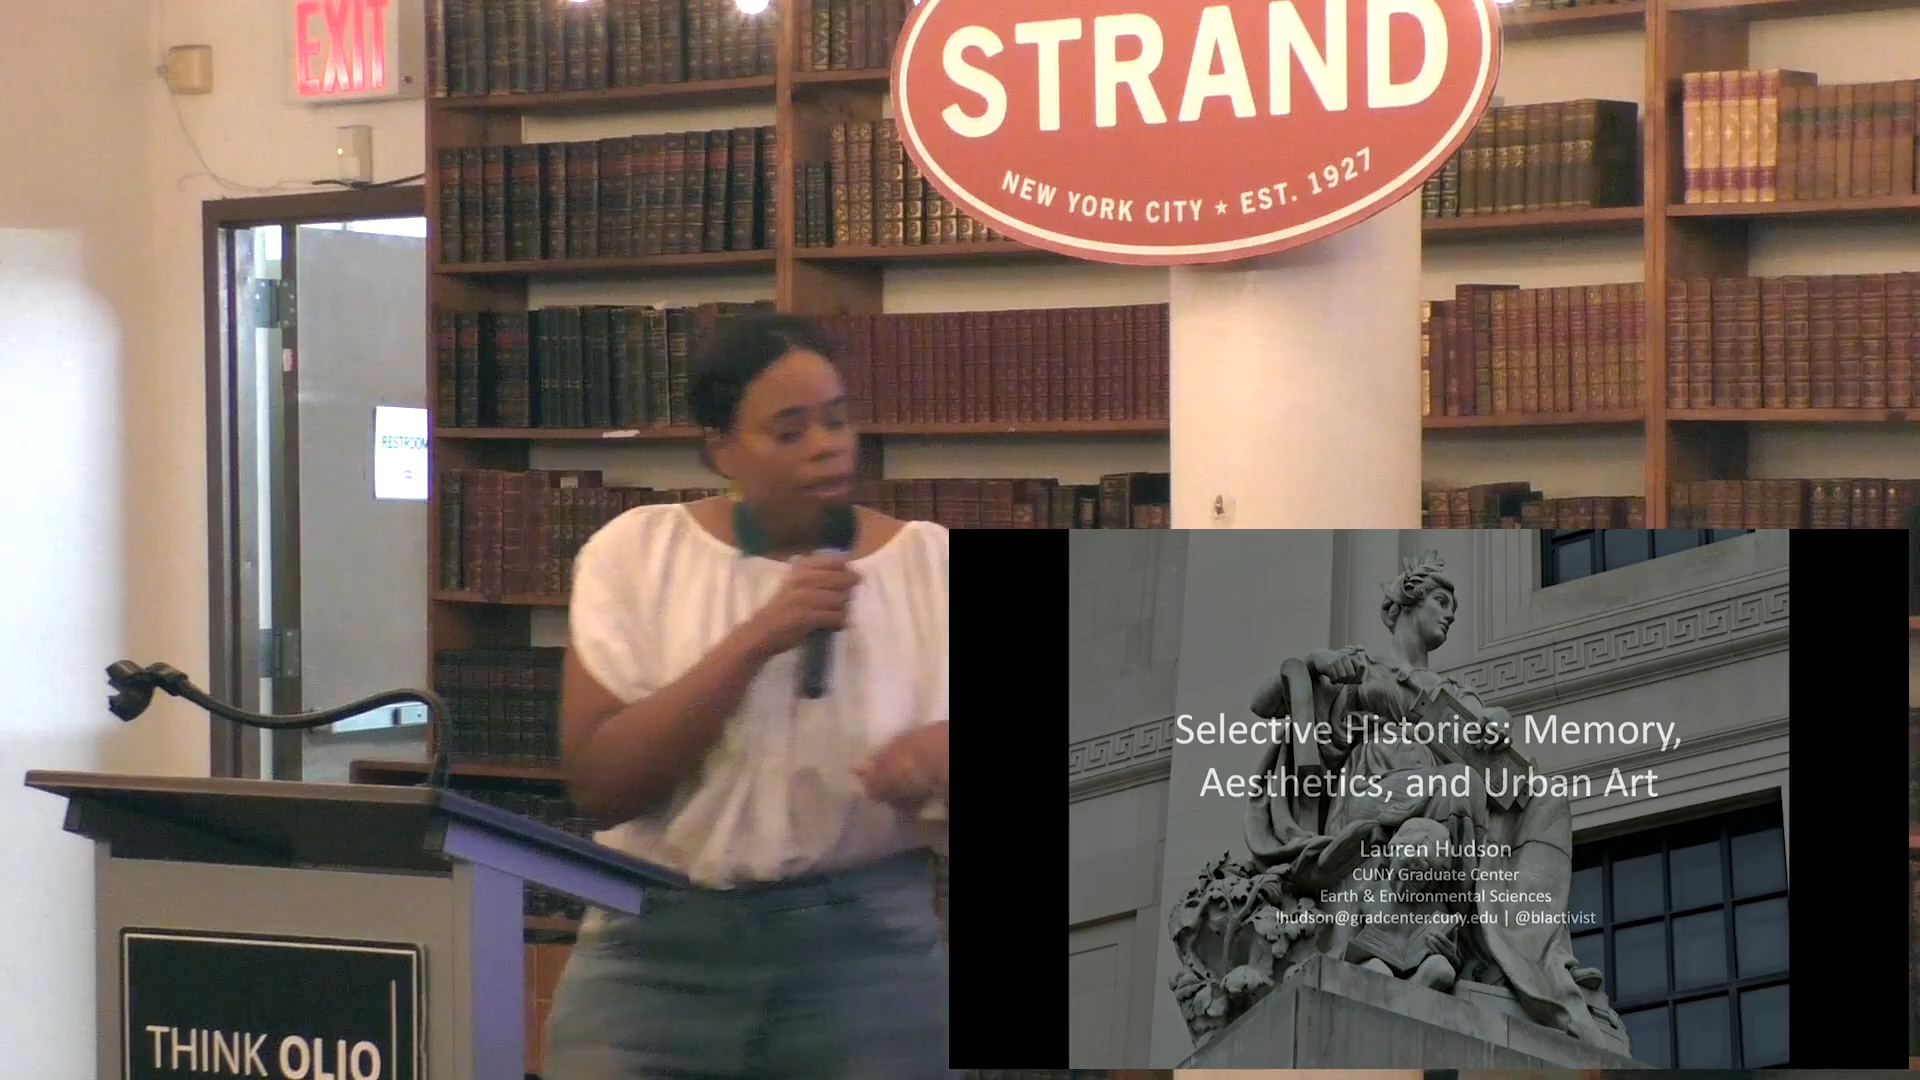 EXIT
STRAND
NEW YORK CITY ★ EST. 1927
RESTROOM
Selective Histories: Memory,
Aesthetics, and Urban Art
Lauren Hudson
CUNY Graduate Center
Earth & Environmental Sciences
lhudson@gradcenter.cuny.edu | @blactivist
THINK OLIO